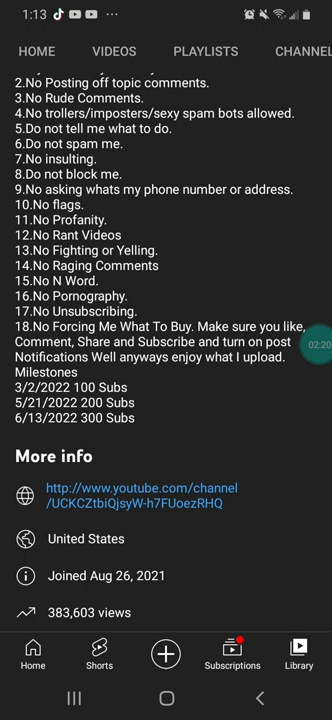 1:13
HOME VIDEOS PLAYLISTS CHANNEL
2.No Posting off topic comments.
3.No Rude Comments.
4.No trollers/imposters/sexy spam bots allowed.
5.Do not tell me what to do.
6.Do not spam me.
7.No insulting.
8.Do not block me.
9.No asking whats my phone number or address.
10.No flags.
11.No Profanity.
12.No Rant Videos
13.No Fighting or Yelling.
14.No Raging Comments
15.No N Word.
16.No Pornography.
17.No Unsubscribing.
18.No Forcing Me What To Buy. Make sure you like,
Comment, Share and Subscribe and turn on post
Notifications Well anyways enjoy what I upload.
02:20
Milestones
3/2/2022 100 Subs
5/21/2022 200 Subs
6/13/2022 300 Subs
More info
http://www.youtube.com/channel
/UCKCZtbiQjsyW-h7FUoezRHQ
United States
Joined Aug 26, 2021
383,603 views
Home Shorts Subscriptions Library